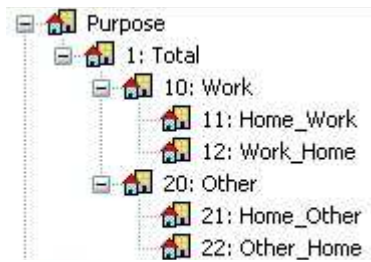 Purpose
1: Total
10: Work
11: Home_Work
12: Work_Home
20: Other
21: Home_Other
22: Other_Home